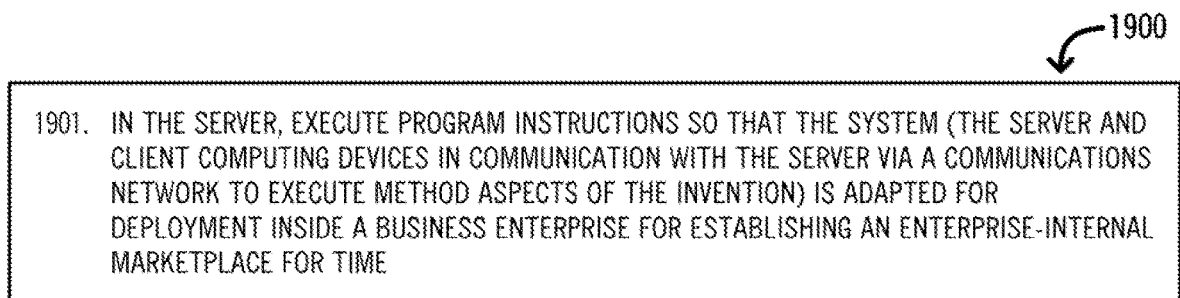 1900
1901. IN THE SERVER, EXECUTE PROGRAM INSTRUCTIONS SO THAT THE SYSTEM (THE SERVER AND
CLIENT COMPUTING DEVICES IN COMMUNICATION WITH THE SERVER VIA A COMMUNICATIONS
NETWORK TO EXECUTE METHOD ASPECTS OF THE INVENTION) IS ADAPTED FOR
DEPLOYMENT INSIDE A BUSINESS ENTERPRISE FOR ESTABLISHING AN ENTERPRISE-INTERNAL
MARKETPLACE FOR TIME